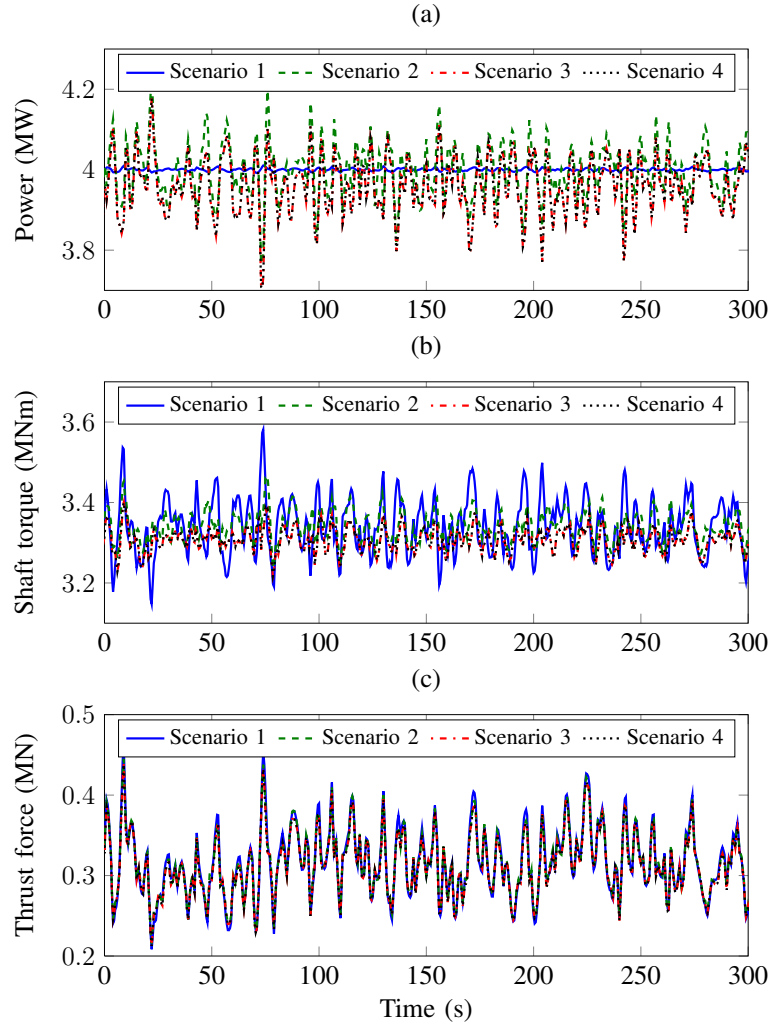 (a)
Scenario 1 Scenario 2 Scenario 3 Scenario 4
Power (MW)
4.2
4
3.8
0 50 100 150 200 250 300
(b)
Scenario 1 Scenario 2 Scenario 3 Scenario 4
Shaft torque (MNm)
3.6
3.4
3.2
0 50 100 150 200 250 300
(c)
Scenario 1 Scenario 2 Scenario 3 Scenario 4
Thrust force (MN)
0.5
0.4
0.3
0.2
0 50 100 150 200 250 300
Time (s)